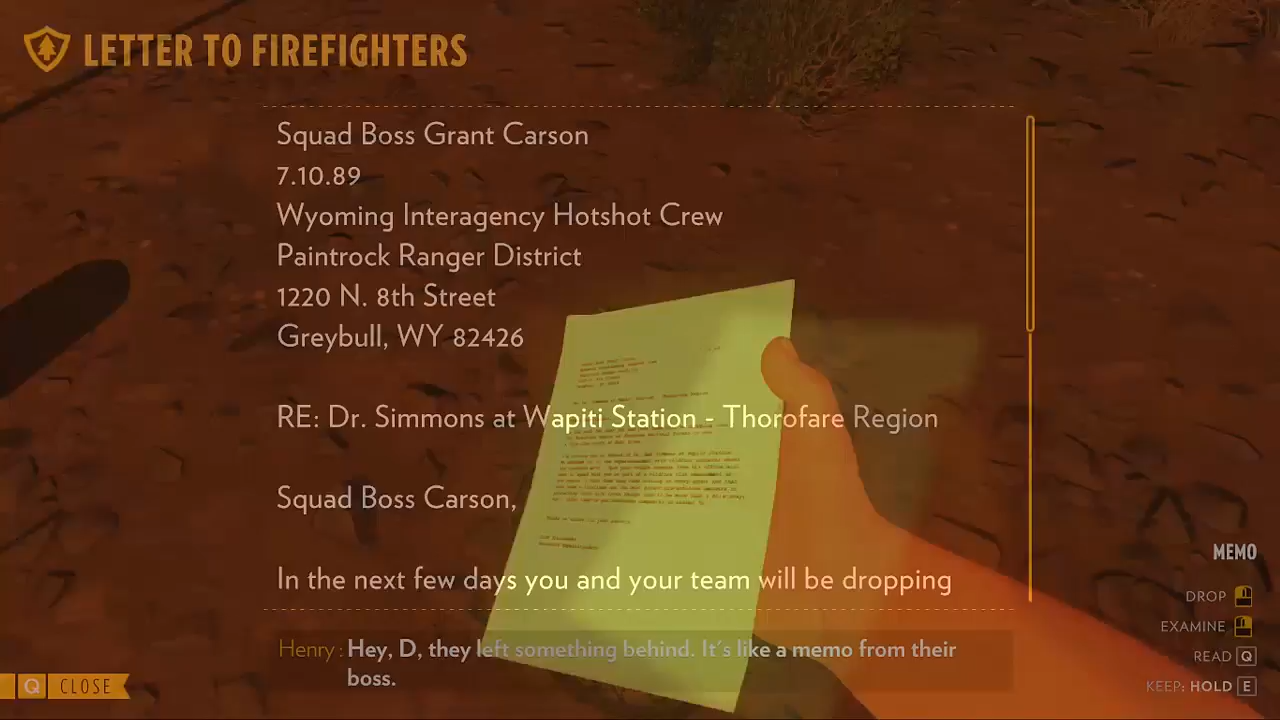 LETTER TO FIREFIGHTERS
Squad Boss Grant Carson
7.10.89
Wyoming Interagency Hotshot Crew
Paintrock Ranger District
1220 N. 8th Street
Greybull, WY 82426
RE: Dr. Simmons at Wapiti Station - Thorofare Region
Squad Boss Carson,
In the next few days you and your team will be dropping
Henry: Hey, D, they left something behind. It's like a memo from their
boss.
Q CLOSE
MEMO
DROP
EXAMINE
READ Q
KEEP: HOLD E